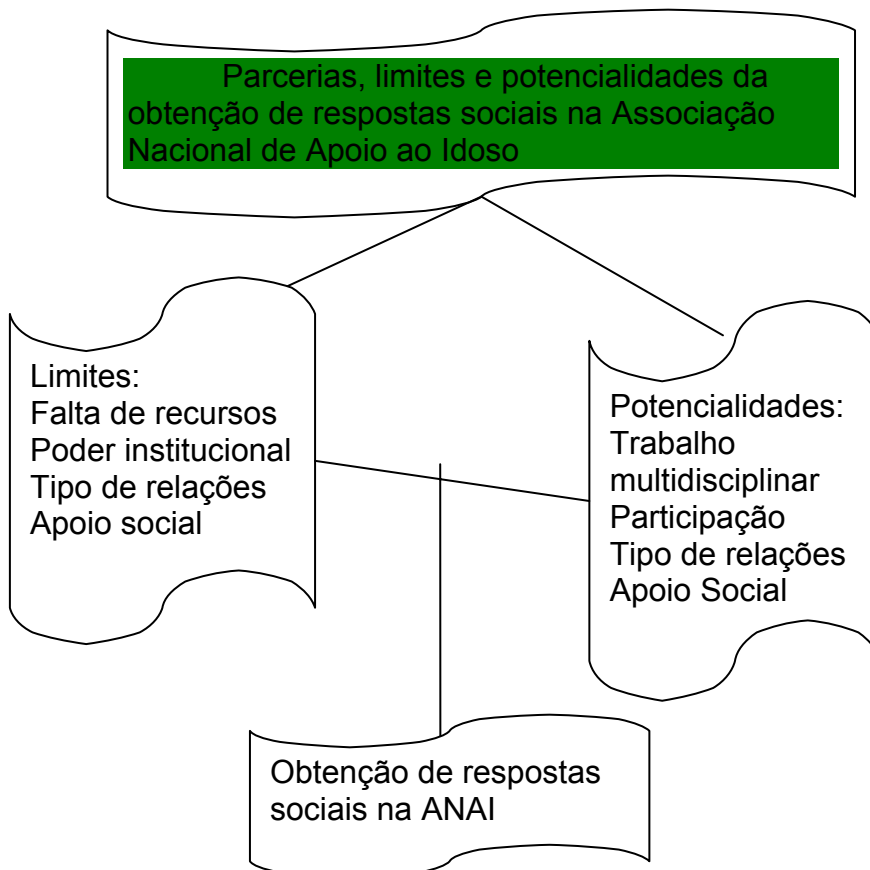 Parcerias, limites e potencialidades da
obtenção de respostas sociais na Associação
Nacional de Apoio ao Idoso
Limites:
Falta de recursos
Poder institucional
Tipo de relações
Apoio social
Potencialidades:
Trabalho
multidisciplinar
Participação
Tipo de relações
Apoio Social
Obtenção de respostas
sociais na ANAI